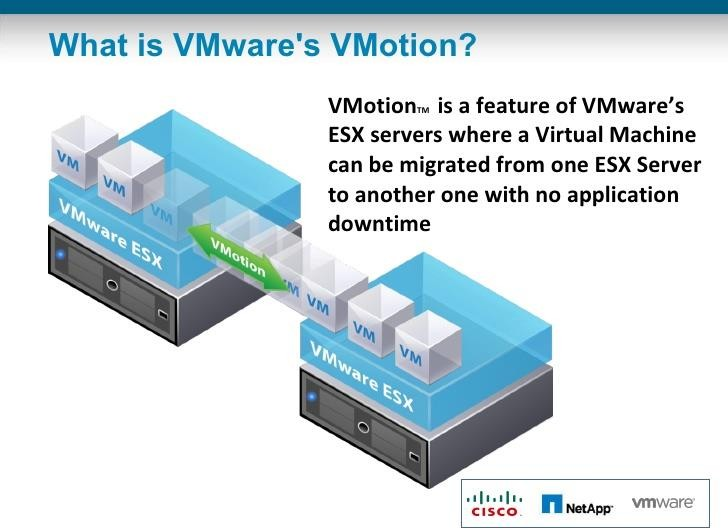 What is VMware's VMotion?
VMotion™ is a feature of VMware's
ESX servers where a Virtual Machine
can be migrated from one ESX Server
to another one with no application
downtime
VM
VM
VM
VMware ESX
VMotion
VM
VM
VM
VM
VMware ESX
CISCO
NetApp
vmware